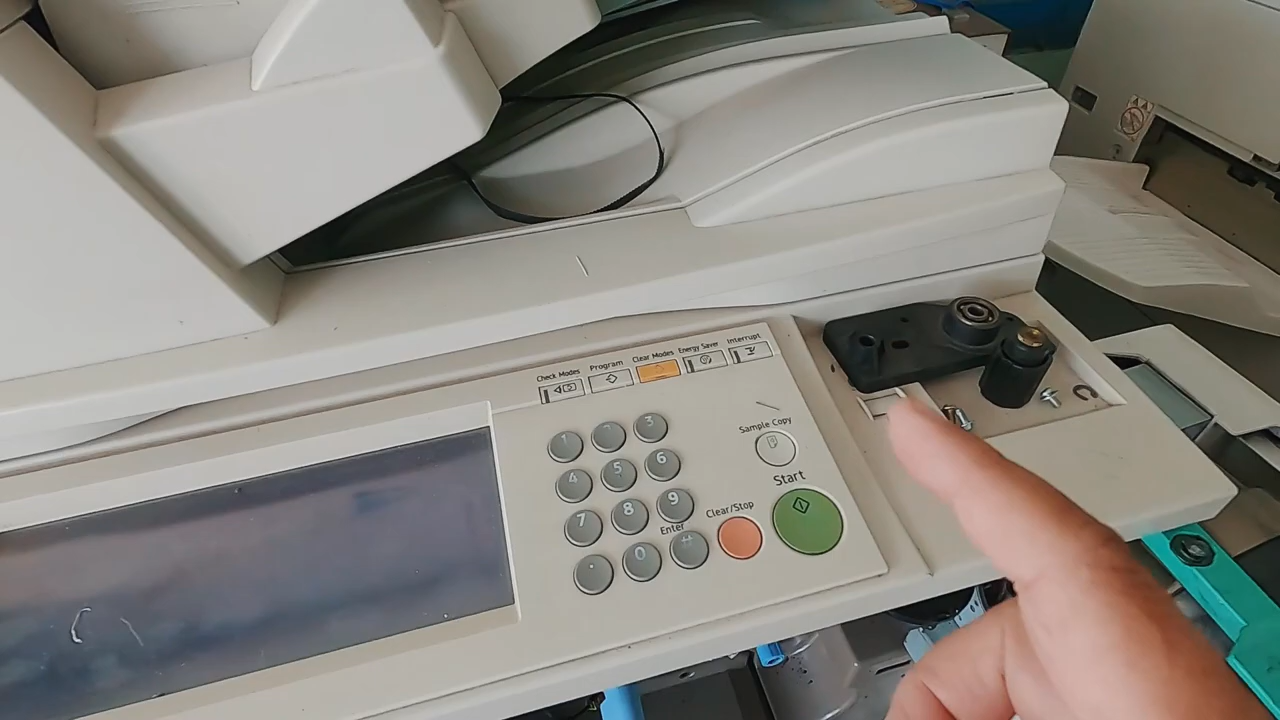 Check Modes
Program
Clear Modes
Energy Saver
Interrupt
1
2
3
4
5
6
7
8
9
0
#
Enter
Sample Copy
Clear/Stop
Start